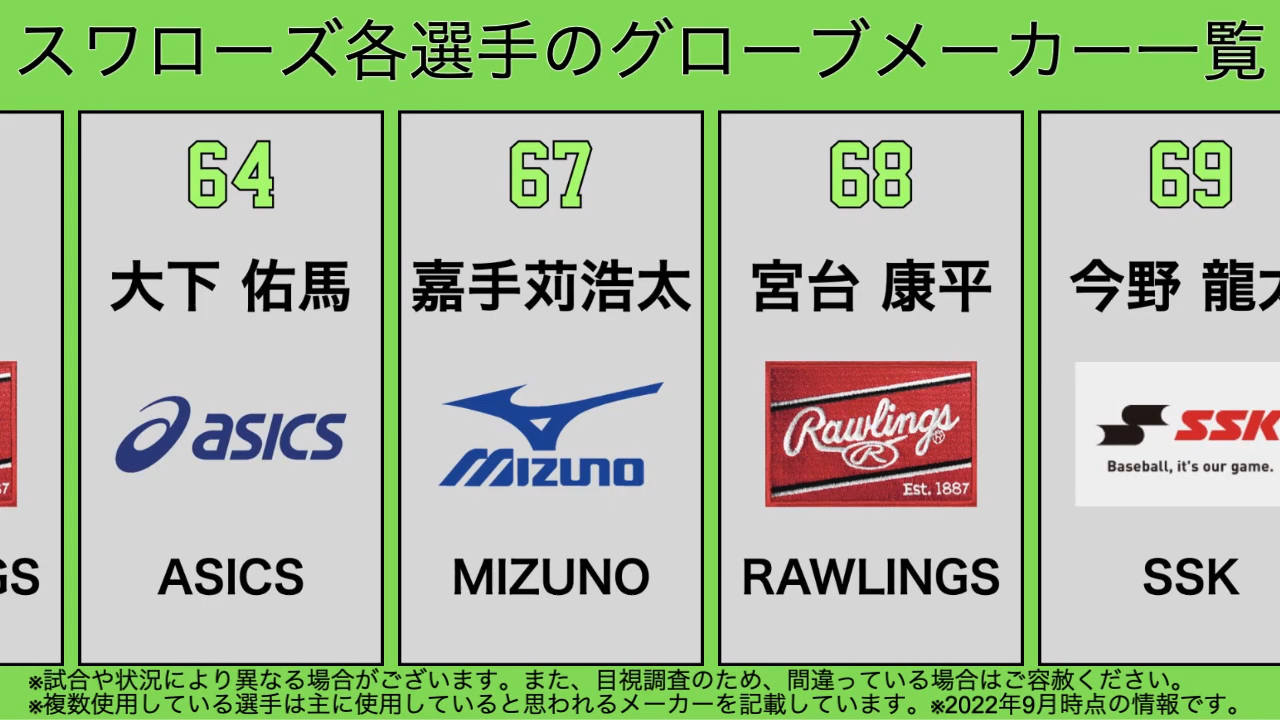 スワローズ各選手のグローブメーカー一覧
64
67
68
69
大下 佑馬
嘉手苅浩太
宮台 康平
今野 龍太
asics
MIZUNO
Rawlings®
R
Est. 1887
SSK
Baseball, it's our game.
87
GS
ASICS
MIZUNO
RAWLINGS
SSK
※試合や状況により異なる場合がございます。また、目視調査のため、間違っている場合はご容赦ください。
※複数使用している選手は主に使用していると思われるメーカーを記載しています。※2022年9月時点の情報です。